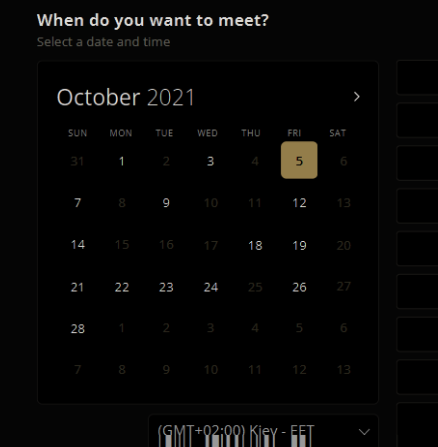 When do you want to meet?
Select a date and time
October 2021 >
SUN MON TUE WED THU FRI SAT
31 1 2 3 4 5 6
7 8 9 10 11 12 13
14 15 16 17 18 19 20
21 22 23 24 25 26 27
28 1 2 3 4 5 6
7 8 9 10 11 12 13
(GMT+02:00) Kiev - EET